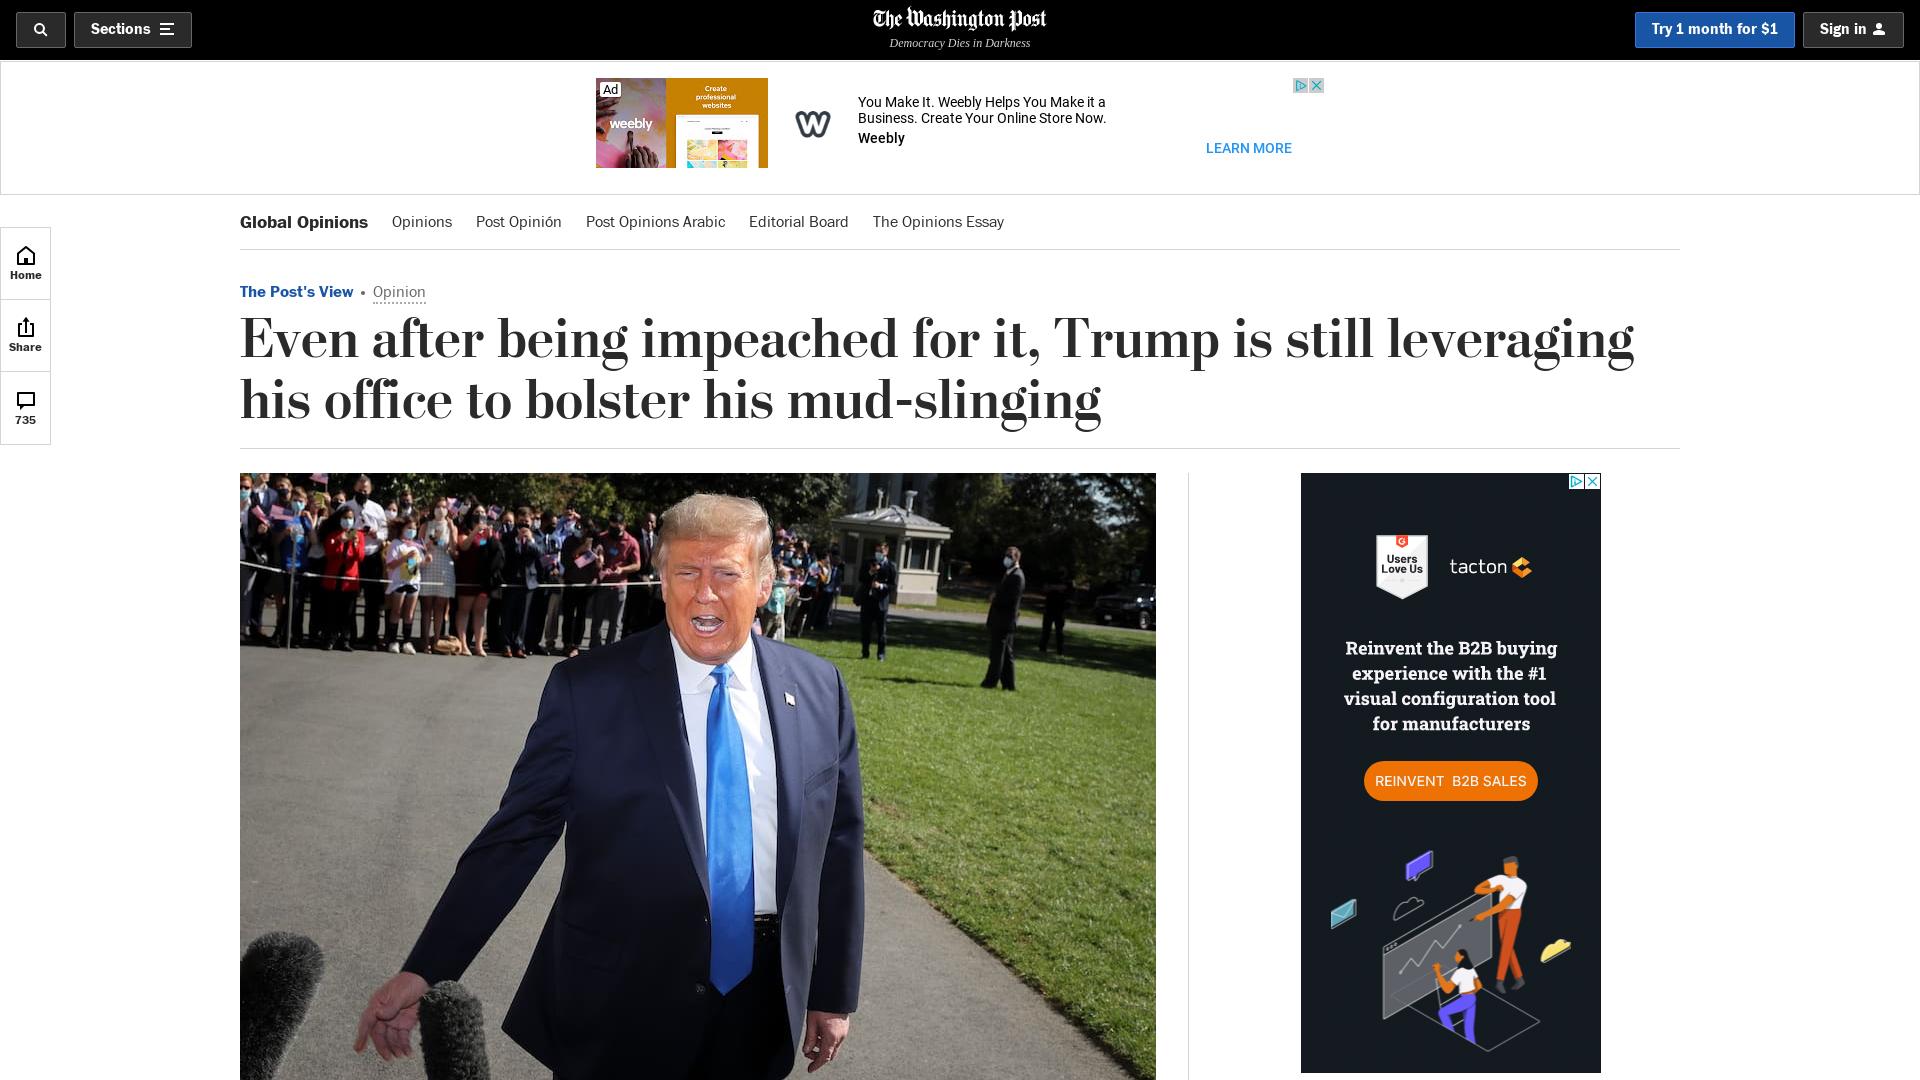 Sections
The Washington Post
Democracy Dies in Darkness
Try 1 month for $1
Sign in
Ad
weebly
Create
professional
websites
W
You Make It. Weebly Helps You Make it a
Business. Create Your Online Store Now.
Weebly
LEARN MORE
Global Opinions
Opinions
Post Opinión
Post Opinions Arabic
Editorial Board
The Opinions Essay
Home
Share
735
The Post's View • Opinion
Even after being impeached for it, Trump is still leveraging
his office to bolster his mud-slinging
G
Users
Love Us
tacton
Reinvent the B2B buying
experience with the #1
visual configuration tool
for manufacturers
REINVENT B2B SALES